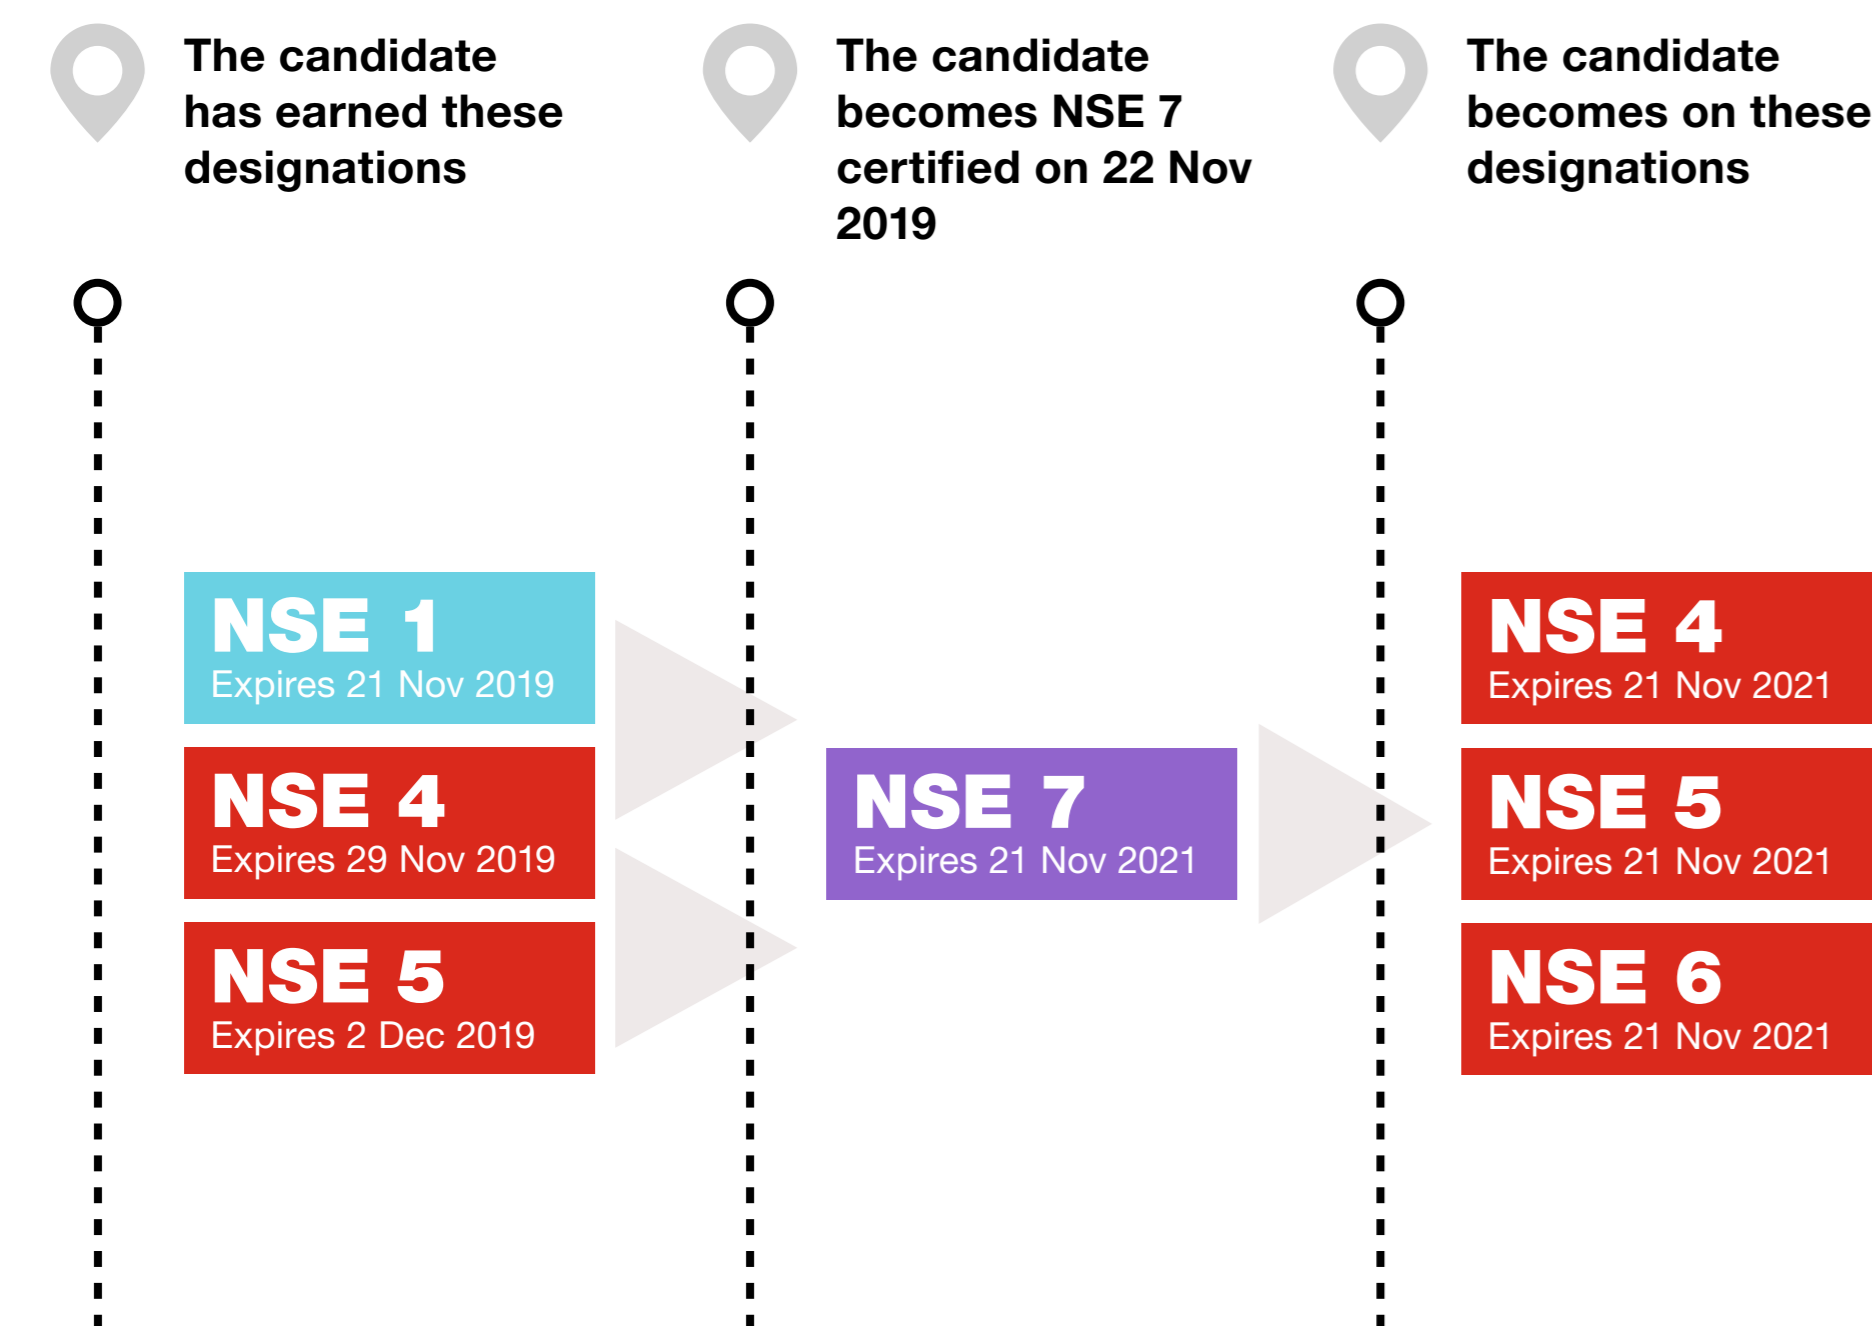 The candidate
has earned these
designations
The candidate
becomes NSE 7
certified on 22 Nov
2019
The candidate
becomes on these
designations
NSE 1
Expires 21 Nov 2019
NSE 4
Expires 29 Nov 2019
NSE 5
Expires 2 Dec 2019
NSE 7
Expires 21 Nov 2021
NSE 4
Expires 21 Nov 2021
NSE 5
Expires 21 Nov 2021
NSE 6
Expires 21 Nov 2021